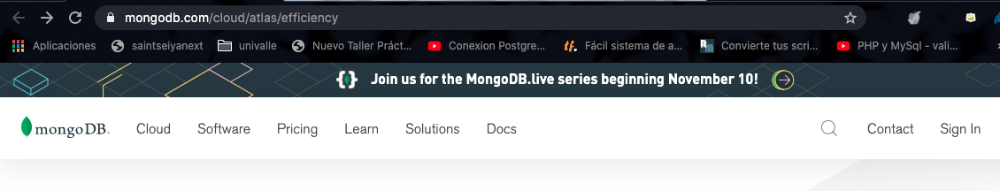 mongodb.com/cloud/atlas/efficiency
Aplicaciones saintseiyanext univalle Nuevo Taller Práct... Conexion Postgre... Fácil sistema de a... Convierte tus scri... PHP y MySql - vali...
Join us for the MongoDB.live series beginning November 10!
mongoDB. Cloud Software Pricing Learn Solutions Docs Contact Sign In